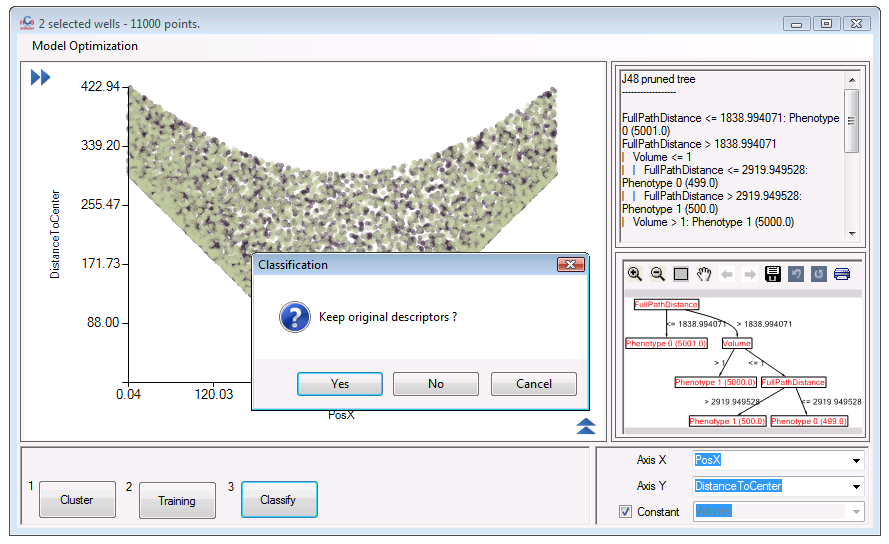 2 selected wells - 11000 points.
Model Optimization
422.94
339.20
255.47
171.73
88.00
DistanceToCenter
0.04
120.03
PosX
J48 pruned tree
------------------
FullPathDistance <= 1838.994071: Phenotype
0 (5001.0)
FullPathDistance > 1838.994071
| Volume <= 1
| | FullPathDistance <= 2919.949528:
Phenotype 0 (499.0)
| | FullPathDistance > 2919.949528:
Phenotype 1 (500.0)
| Volume > 1: Phenotype 1 (5000.0)
Classification
Keep original descriptors ?
Yes
No
Cancel
FullPathDistance
<= 1838.994071
> 1838.994071
Phenotype 0 (5001.0)
Volume
> 1
<= 1
Phenotype 1 (5000.0)
FullPathDistance
> 2919.949528
<= 2919.949528
Phenotype 1 (500.0)
Phenotype 0 (499.0)
1
Cluster
2
Training
3
Classify
Axis X
PosX
Axis Y
DistanceToCenter
Constant
Volume